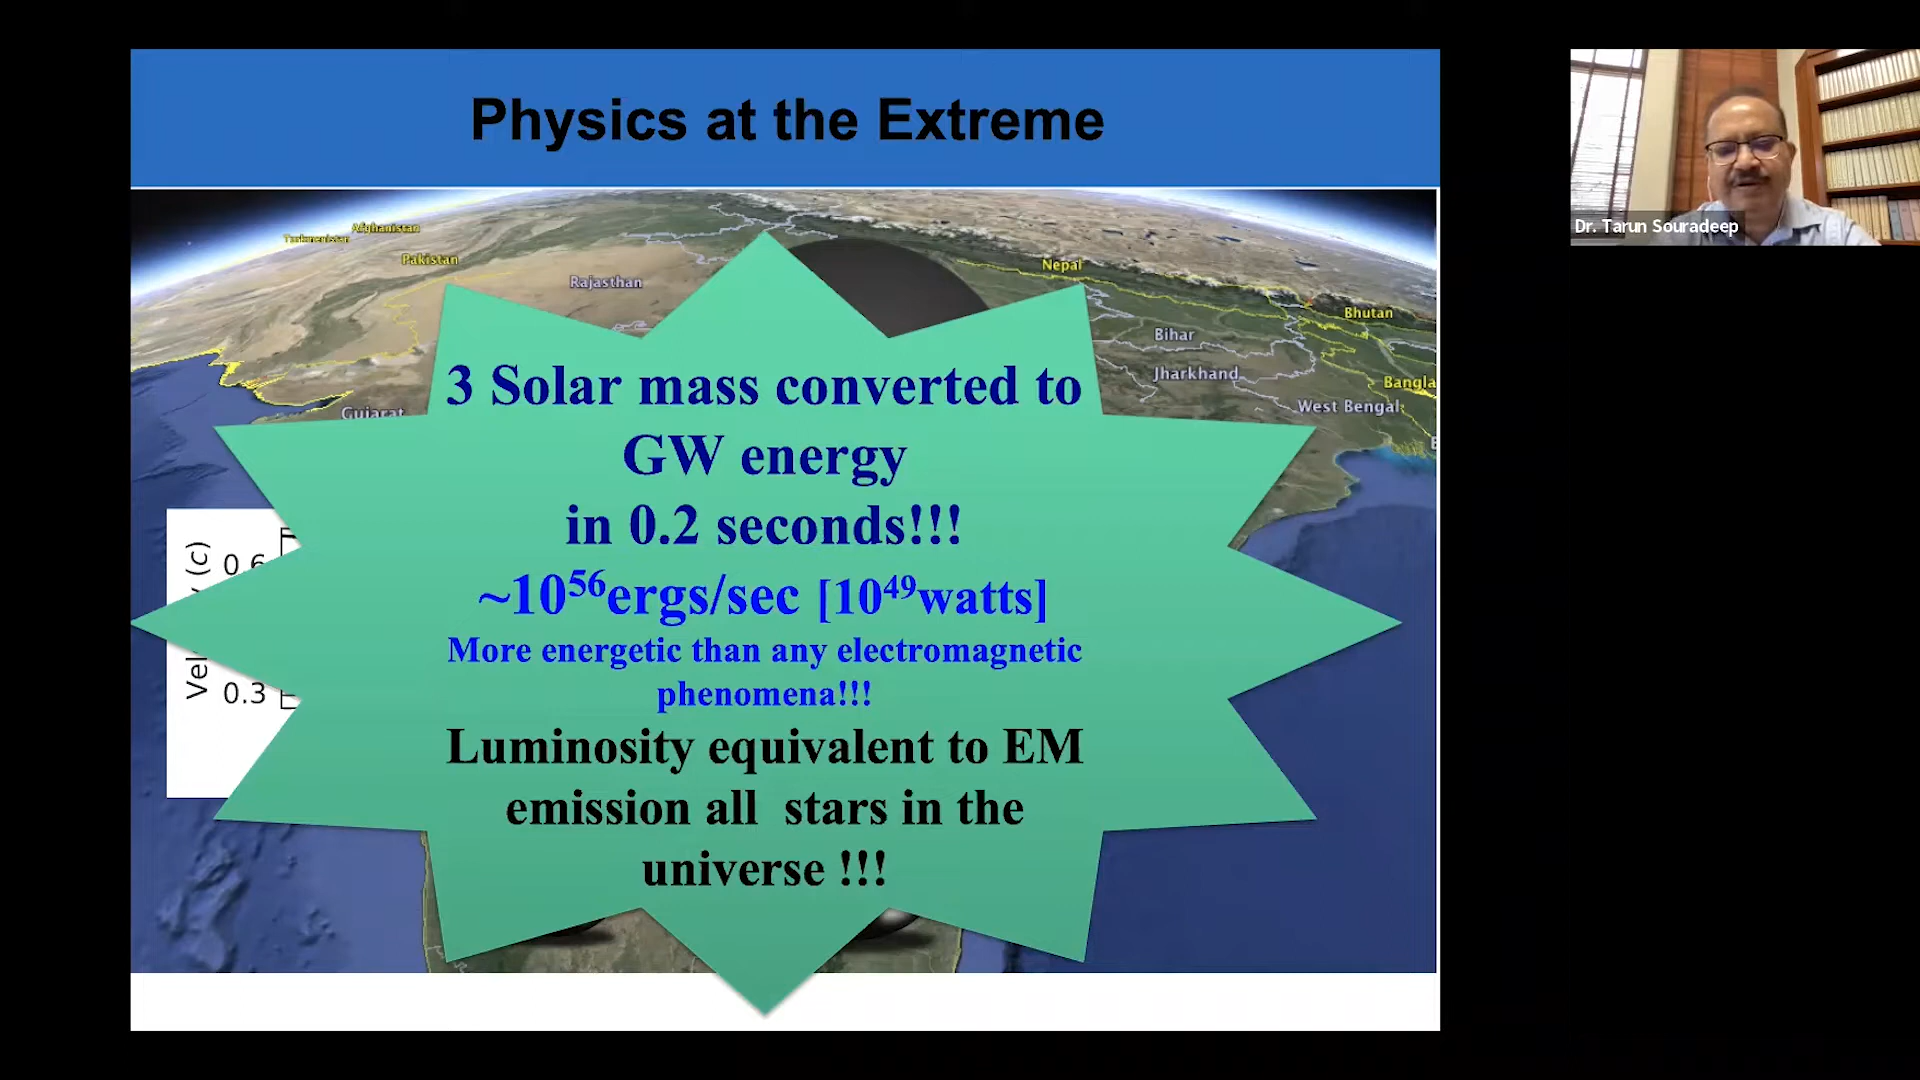 Physics at the Extreme
Dr. Tarun Souradeep
Afghanistan
Turkmenistan
Pakistan
Rajasthan
Nepal
Bhutan
Bihar
Jharkhand
Bangla
West Bengal
Gujarat
3 Solar mass converted to
GW energy
in 0.2 seconds!!!
~10⁵⁶ergs/sec [10⁴⁹watts]
More energetic than any electromagnetic
phenomena!!!
Luminosity equivalent to EM
emission all stars in the
universe !!!
(c)
0.6
Vel
0.3